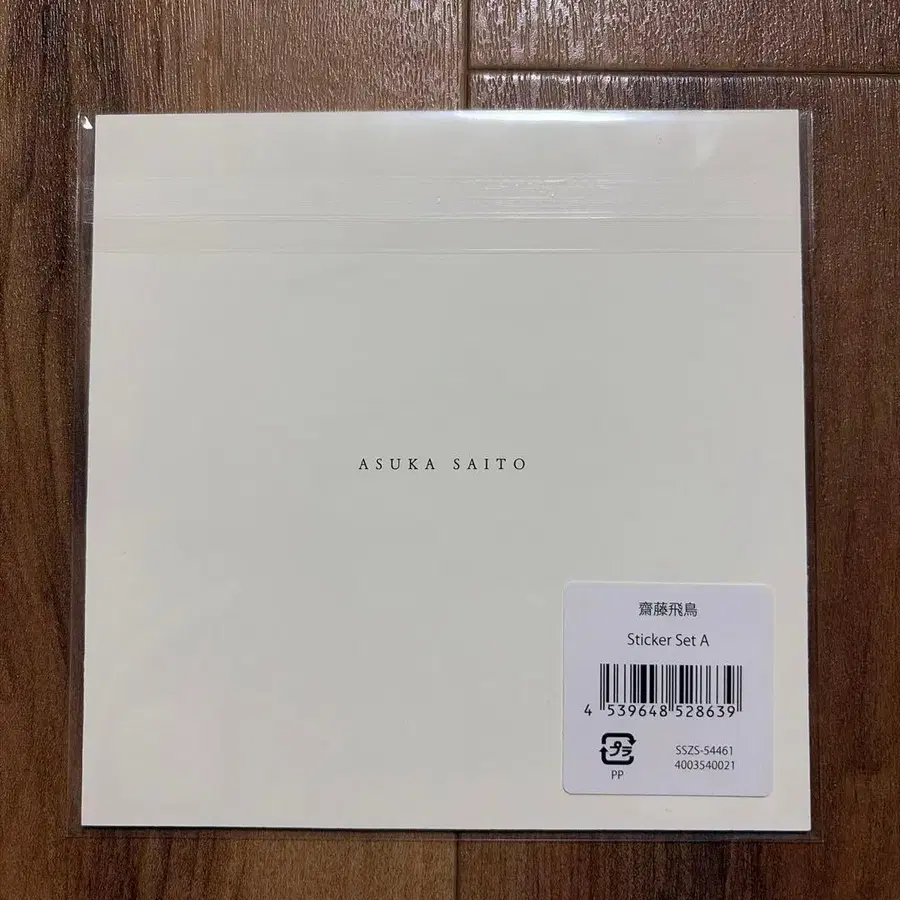 ASUKA SAITO
齋藤飛鳥
Sticker Set A
4 539648 528639
プラ
PP
SSZS-54461
4003540021